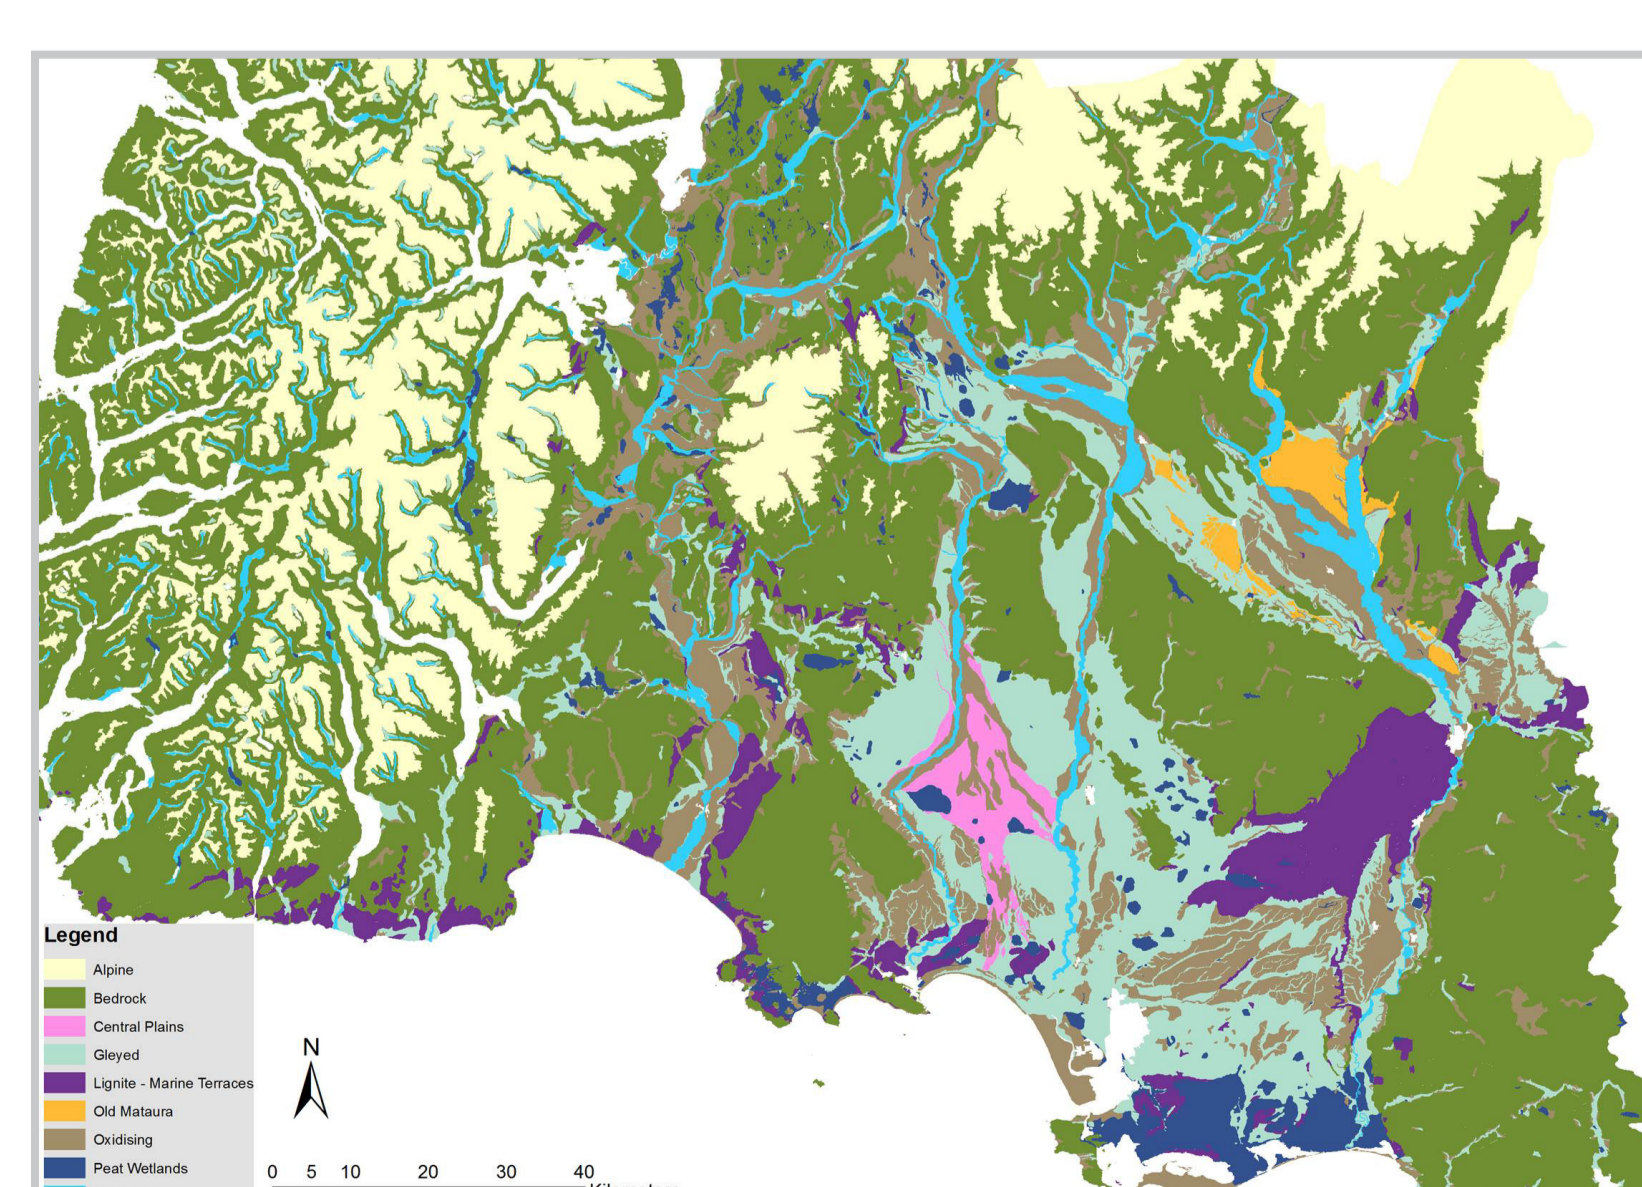 Legend
Alpine
Bedrock
Central Plains
Gleyed
Lignite - Marine Terraces
Old Mataura
Oxidising
Peat Wetlands
N
0 5 10 20 30 40